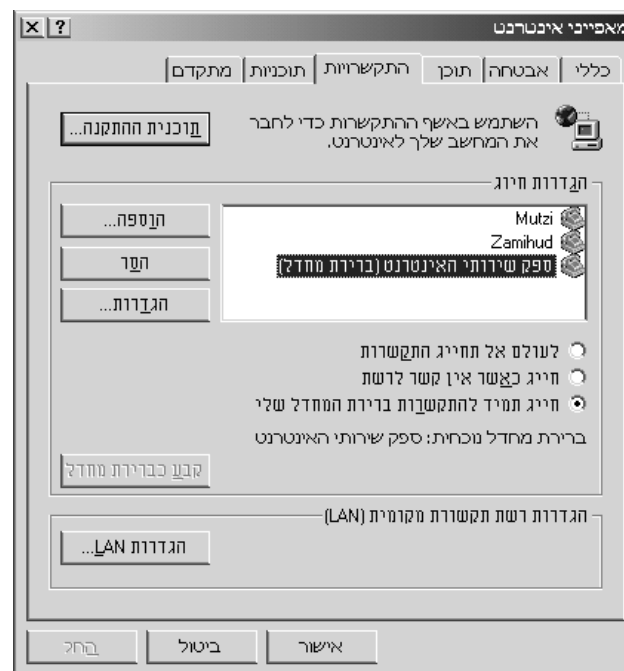 מאפייני אינטרנט
כללי אבטחה תוכן התקשרויות תוכניות מתקדם
השתמש באשף ההתקשרות כדי לחבר
את המחשב שלך לאינטרנט.
תוכנית ההתקנה...
הגדרות חיוג
Mutzi
Zamihud
ספק שירותי האינטרנט (ברירת מחדל)
הוספה...
הסר
הגדרות...
לעולם אל תחייג התקשרות
חייג כאשר אין קשר לרשת
חייג תמיד להתקשרות ברירת המחדל שלי
ברירת מחדל נוכחית: ספק שירותי האינטרנט
קבע כברירת מחדל
הגדרות רשת תקשורת מקומית (LAN)
הגדרות LAN...
אישור ביטול החל